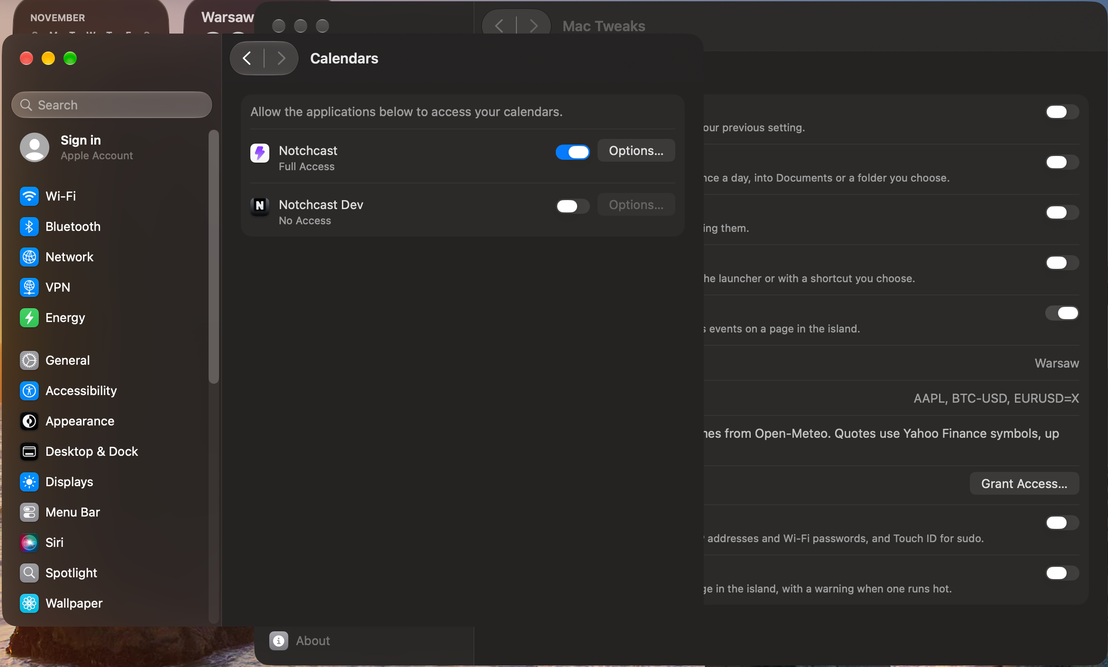 NOVEMBER
Warsaw
Mac Tweaks
Calendars
Search
Sign in
Apple Account
Wi-Fi
Bluetooth
Network
VPN
Energy
General
Accessibility
Appearance
Desktop & Dock
Displays
Menu Bar
Siri
Spotlight
Wallpaper
Allow the applications below to access your calendars.
Notchcast
Full Access
Options...
N
Notchcast Dev
No Access
Options...
our previous setting.
a day, into Documents or a folder you choose.
ing them.
he launcher or with a shortcut you choose.
s events on a page in the island.
Warsaw
AAPL, BTC-USD, EURUSD=X
from Open-Meteo. Quotes use Yahoo Finance symbols, up
Grant Access...
addresses and Wi-Fi passwords, and Touch ID for sudo.
in the island, with a warning when one runs hot.
About